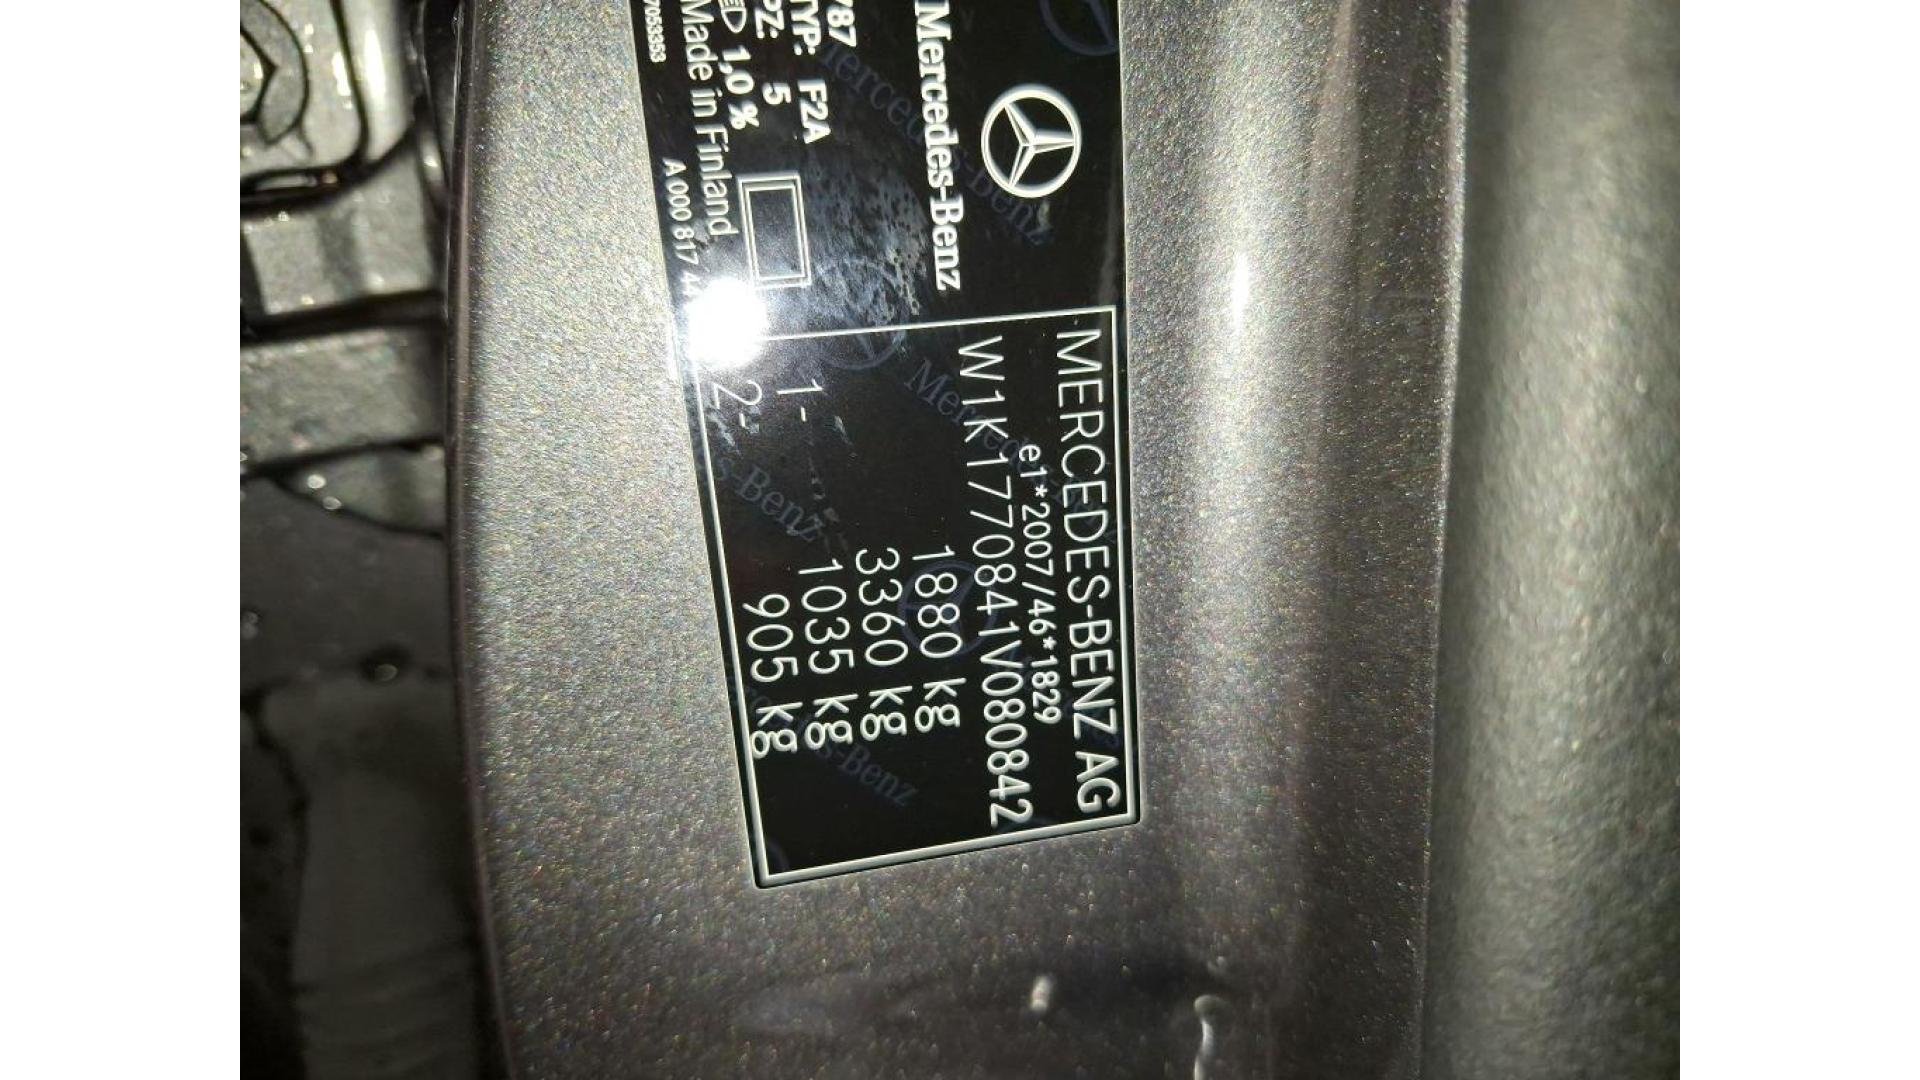 Mercedes-Benz
787
TYP: F2A
PZ: 5
1,0 %
Made in Finland
A 000 817
MERCEDES-BENZ AG
e1*2007/46*1829
W1K1770841V080842
1880 kg
3360 kg
1- 1035 kg
2- 905 kg